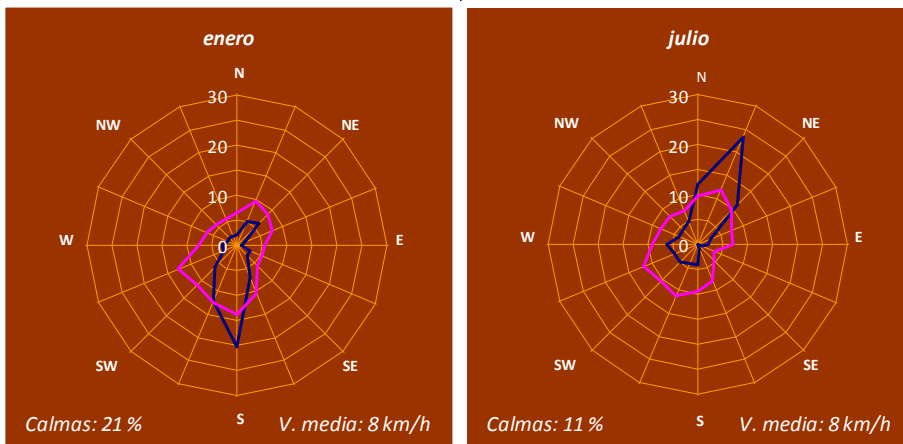 enero
N
30
NW
NE
20
10
W
0
E
SW
SE
S
Calmas: 21 %
V. media: 8 km/h
julio
N
30
NW
NE
20
10
W
0
E
SW
SE
S
Calmas: 11 %
V. media: 8 km/h